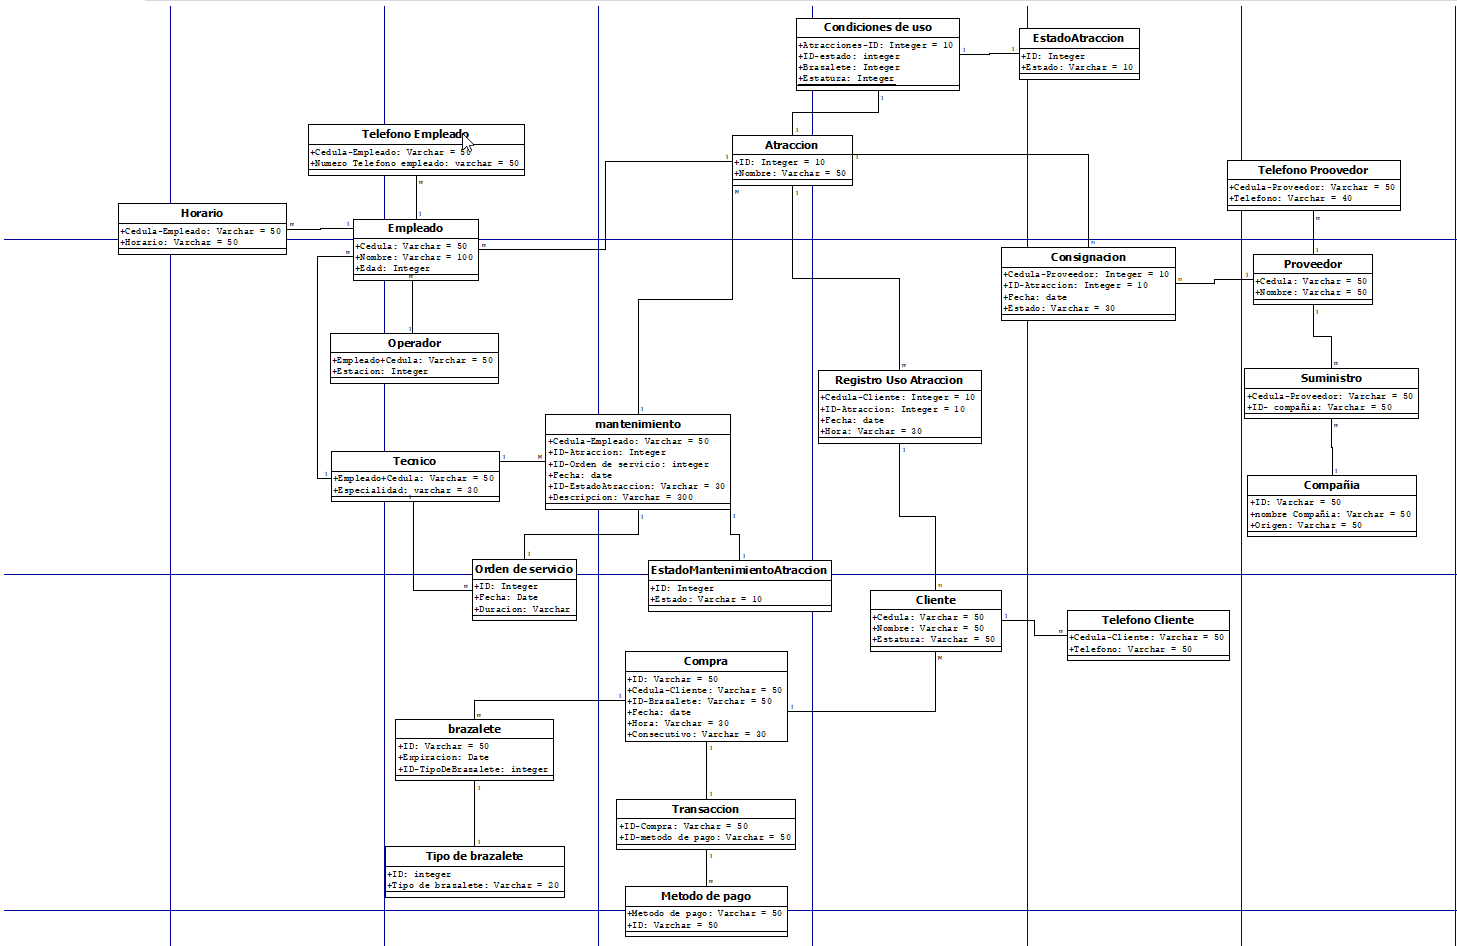 Condiciones de uso
+Atracciones-ID: Integer = 10
+ID-estado: integer
+Brazalete: Integer
+Estatura: Integer
EstadoAtraccion
+ID: Integer
+Estado: Varchar = 10
Telefono Empleado
+Cedula-Empleado: Varchar = 50
+Numero Telefono empleado: varchar = 50
Atraccion
+ID: Integer = 10
+Nombre: Varchar = 50
Telefono Proovedor
+Cedula-Proveedor: Varchar = 50
+Telefono: Varchar = 40
Horario
+Cedula-Empleado: Varchar = 50
+Horario: Varchar = 50
Empleado
+Cedula: Varchar = 50
+Nombre: Varchar = 100
+Edad: Integer
Consignacion
+Cedula-Proveedor: Integer = 10
+ID-Atraccion: Integer = 10
+Fecha: date
+Estado: Varchar = 30
Proveedor
+Cedula: Varchar = 50
+Nombre: Varchar = 50
Operador
+Empleado+Cedula: Varchar = 50
+Estacion: Integer
Registro Uso Atraccion
+Cedula-Cliente: Integer = 10
+ID-Atraccion: Integer = 10
+Fecha: date
+Hora: Varchar = 30
Suministro
+Cedula-Proveedor: Varchar = 50
+ID- compañia: Varchar = 50
mantenimiento
+Cedula-Empleado: Varchar = 50
+ID-Atraccion: Integer
+ID-Orden de servicio: integer
+Fecha: date
+ID-EstadoAtraccion: Varchar = 30
+Descripcion: Varchar = 300
Tecnico
+Empleado+Cedula: Varchar = 50
+Especialidad: varchar = 30
Compañia
+ID: Varchar = 50
+nombre Compañia: Varchar = 50
+Origen: Varchar = 50
Orden de servicio
+ID: Integer
+Fecha: Date
+Duracion: Varchar
EstadoMantenimientoAtraccion
+ID: Integer
+Estado: Varchar = 10
Cliente
+Cedula: Varchar = 50
+Nombre: Varchar = 50
+Estatura: Varchar = 50
Telefono Cliente
+Cedula-Cliente: Varchar = 50
+Telefono: Varchar = 50
Compra
+ID: Varchar = 50
+Cedula-Cliente: Varchar = 50
+ID-Brazalete: Varchar = 50
+Fecha: date
+Hora: Varchar = 30
+Consecutivo: Varchar = 30
brazalete
+ID: Varchar = 50
+Expiracion: Date
+ID-TipoDeBrazalete: integer
Transaccion
+ID-Compra: Varchar = 50
+ID-metodo de pago: Varchar = 50
Tipo de brazalete
+ID: integer
+Tipo de brazalete: Varchar = 20
Metodo de pago
+Metodo de pago: Varchar = 50
+ID: Varchar = 50